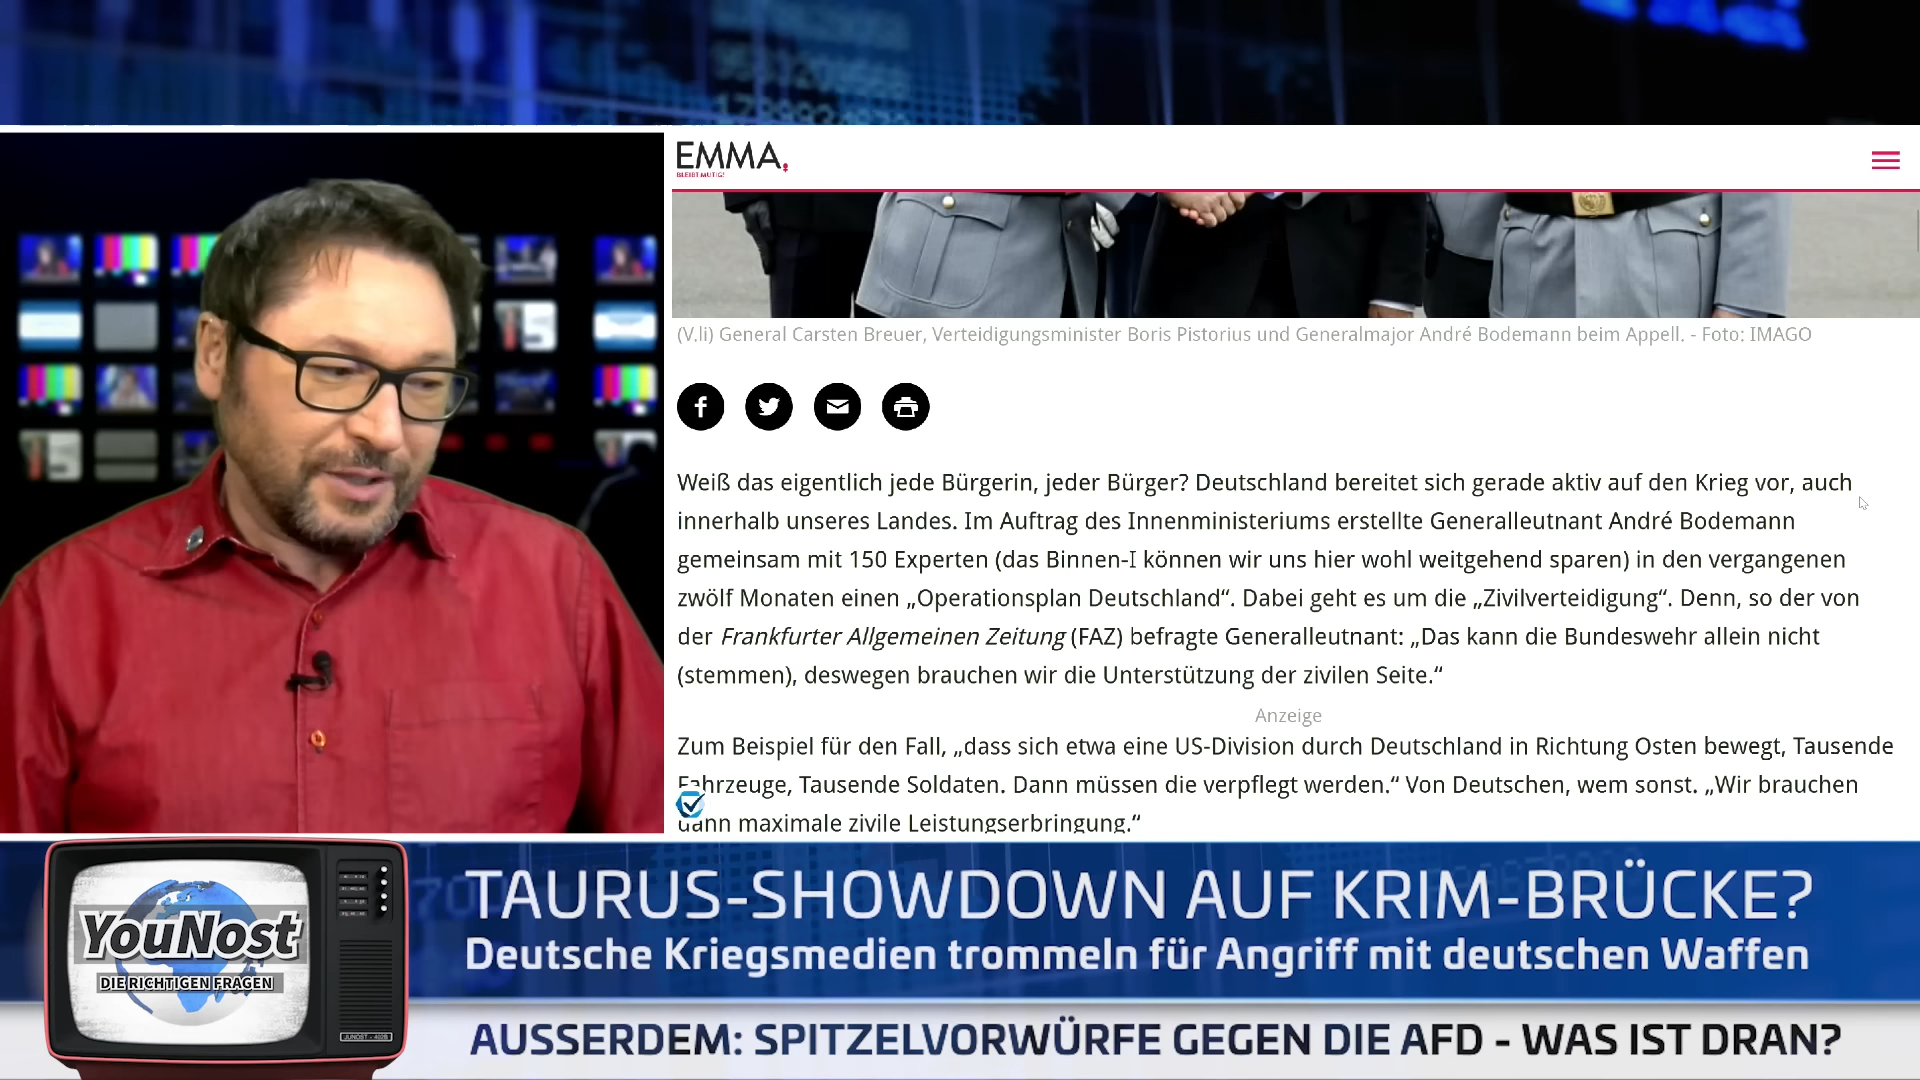 EMMA
BLEIBT MUTIG!
(V.li) General Carsten Breuer, Verteidigungsminister Boris Pistorius und Generalmajor André Bodemann beim Appell. - Foto: IMAGO
Weiß das eigentlich jede Bürgerin, jeder Bürger? Deutschland bereitet sich gerade aktiv auf den Krieg vor, auch
innerhalb unseres Landes. Im Auftrag des Innenministeriums erstellte Generalleutnant André Bodemann
gemeinsam mit 150 Experten (das Binnen-I können wir uns hier wohl weitgehend sparen) in den vergangenen
zwölf Monaten einen „Operationsplan Deutschland“. Dabei geht es um die „Zivilverteidigung“. Denn, so der von
der Frankfurter Allgemeinen Zeitung (FAZ) befragte Generalleutnant: „Das kann die Bundeswehr allein nicht
(stemmen), deswegen brauchen wir die Unterstützung der zivilen Seite.“
Anzeige
Zum Beispiel für den Fall, „dass sich etwa eine US-Division durch Deutschland in Richtung Osten bewegt, Tausende
Fahrzeuge, Tausende Soldaten. Dann müssen die verpflegt werden.“ Von Deutschen, wem sonst. „Wir brauchen
dann maximale zivile Leistungserbringung.“
YouNost
DIE RICHTIGEN FRAGEN
JUNOST - 402B
TAURUS-SHOWDOWN AUF KRIM-BRÜCKE?
Deutsche Kriegsmedien trommeln für Angriff mit deutschen Waffen
AUSSERDEM: SPITZELVORWÜRFE GEGEN DIE AFD - WAS IST DRAN?